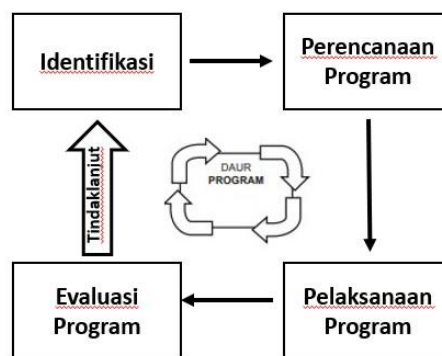 Identifikasi
Perencanaan
Program
Tindaklanjut
DAUR
PROGRAM
Evaluasi
Program
Pelaksanaan
Program